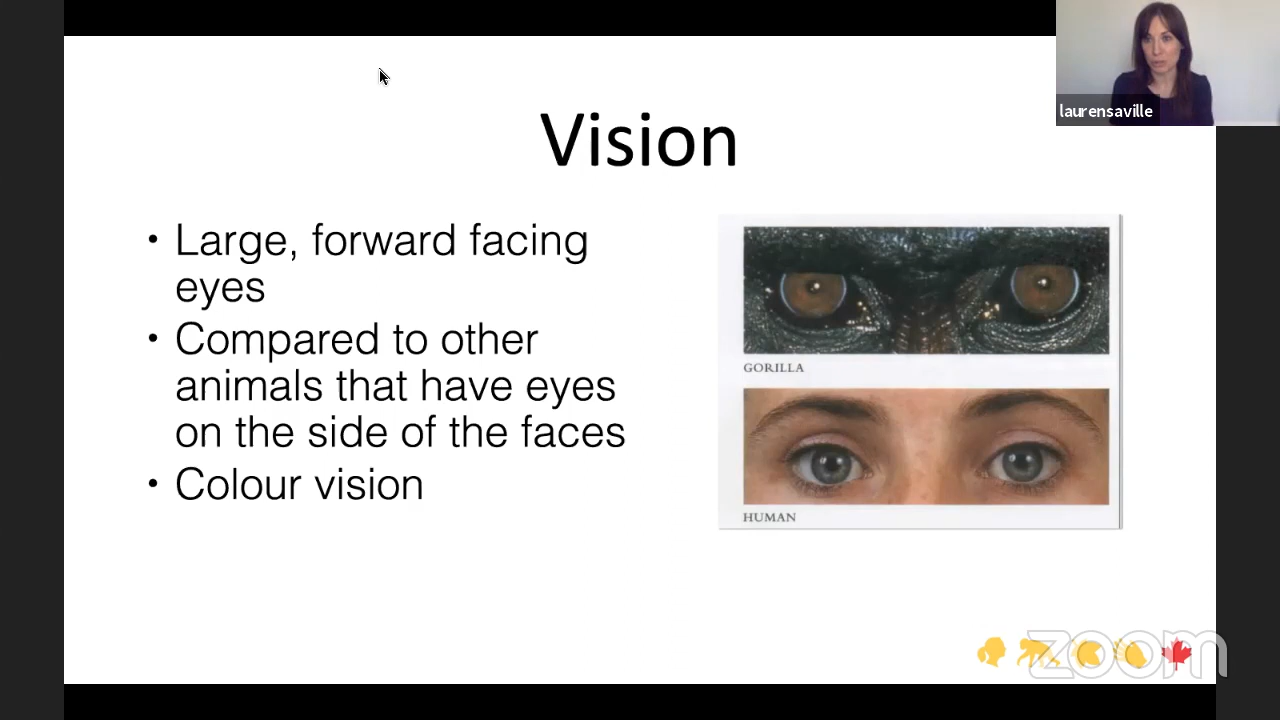 laurensaville
Vision
• Large, forward facing
eyes
• Compared to other
animals that have eyes
on the side of the faces
• Colour vision
GORILLA
HUMAN
zoom